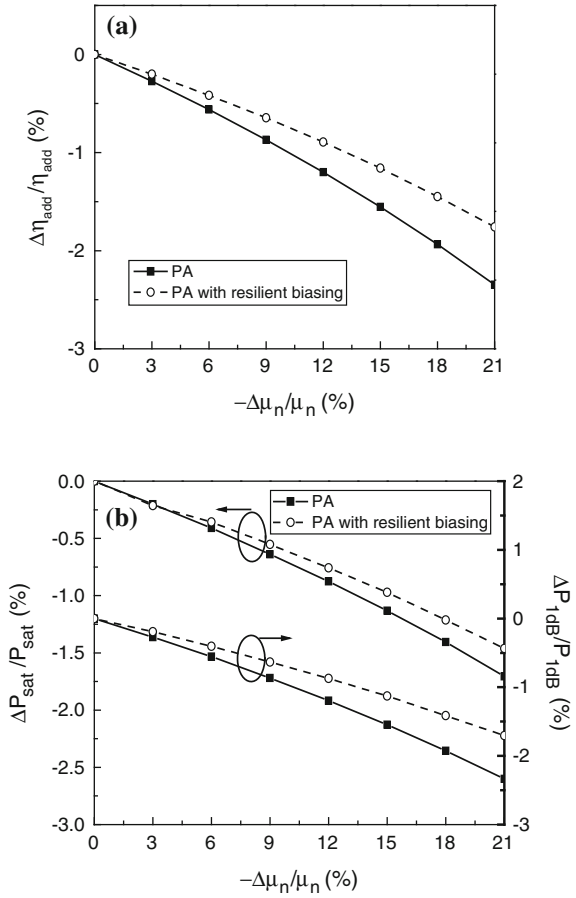 (a)
0
-1
-2
-3
Δη_add/η_add (%)
PA
PA with resilient biasing
0 3 6 9 12 15 18 21
−Δμ_n/μ_n (%)
(b)
0.0
-0.5
-1.0
-1.5
-2.0
-2.5
-3.0
ΔP_sat/P_sat (%)
PA
PA with resilient biasing
2
1
0
-1
-2
-3
ΔP_1dB/P_1dB
(%)
0 3 6 9 12 15 18 21
−Δμ_n/μ_n (%)